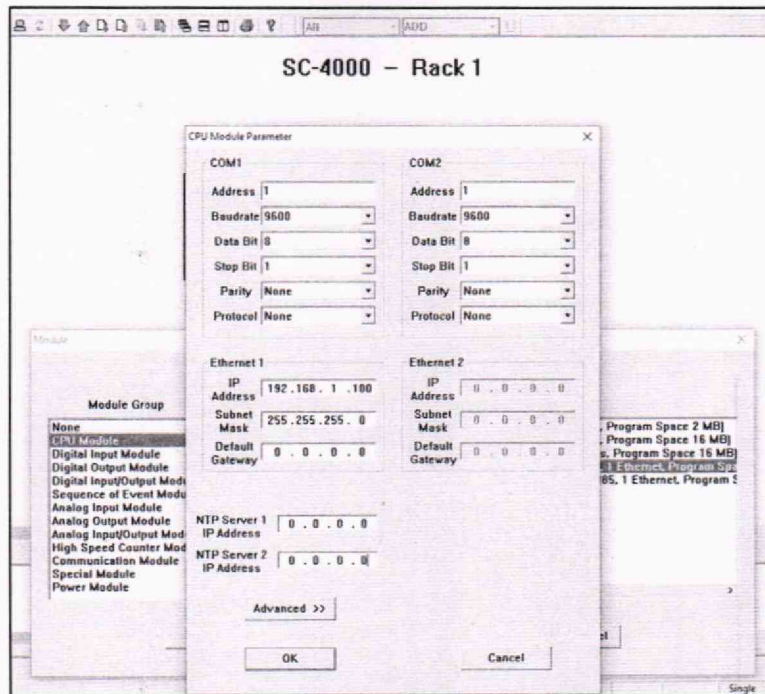 AB ADD
SC-4000 – Rack 1
CPU Module Parameter
COM1
Address 1
Baudrate 9600
Data Bit 8
Stop Bit 1
Parity None
Protocol None
COM2
Address 1
Baudrate 9600
Data Bit 8
Stop Bit 1
Parity None
Protocol None
Ethernet 1
IP Address 192.168. 1 .100
Subnet Mask 255.255.255. 0
Default Gateway 0 . 0 . 0 . 0
Ethernet 2
IP Address 0 . 0 . 0 . 0
Subnet Mask 0 . 0 . 0 . 0
Default Gateway 0 . 0 . 0 . 0
NTP Server 1 IP Address 0 . 0 . 0 . 0
NTP Server 2 IP Address 0 . 0 . 0 . 0
Advanced >>
OK
Cancel
Module
Module Group
None
CPU Module
Digital Input Module
Digital Output Module
Digital Input/Output Mod
Sequence of Event Modu
Analog Input Module
Analog Output Module
Analog Input/Output Mod
High Speed Counter Mod
Communication Module
Special Module
Power Module
, Program Space 2 MB]
, Program Space 16 MB]
s, Program Space 16 MB]
, 1 Ethernet, Program Spa
85, 1 Ethernet, Program S
el
Single